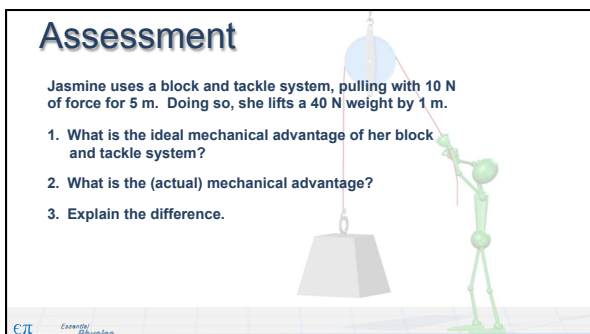 Assessment
Jasmine uses a block and tackle system, pulling with 10 N
of force for 5 m. Doing so, she lifts a 40 N weight by 1 m.
1. What is the ideal mechanical advantage of her block
and tackle system?
2. What is the (actual) mechanical advantage?
3. Explain the difference.
єπ
Essential
Physics